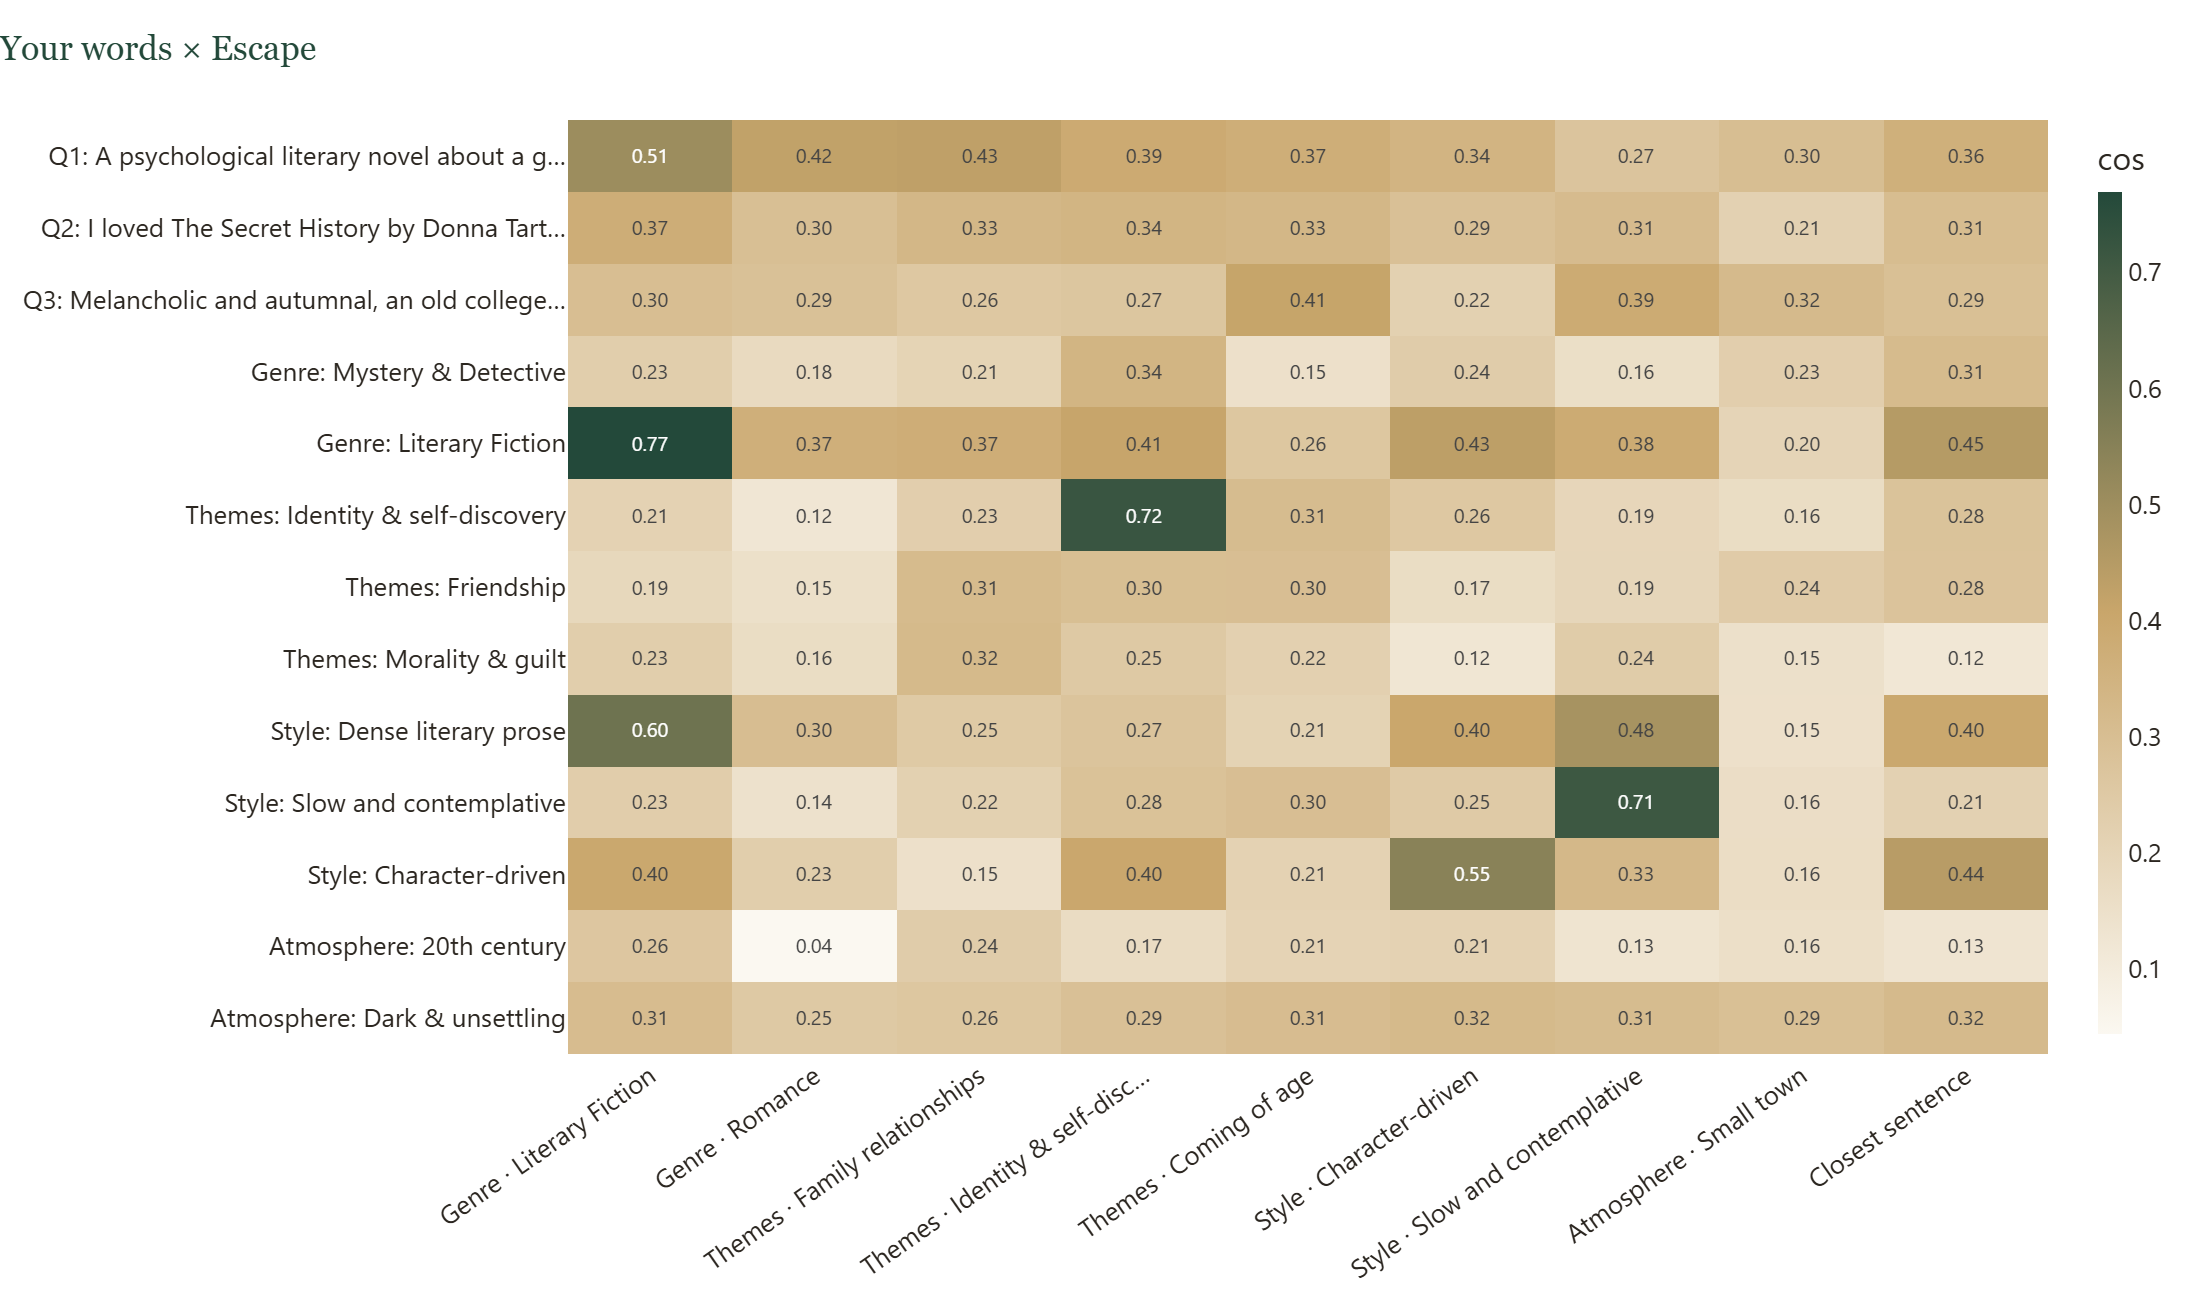 Your words × Escape
cos
Q1: A psychological literary novel about a g... 0.51 0.42 0.43 0.39 0.37 0.34 0.27 0.30 0.36
Q2: I loved The Secret History by Donna Tart... 0.37 0.30 0.33 0.34 0.33 0.29 0.31 0.21 0.31
Q3: Melancholic and autumnal, an old college... 0.30 0.29 0.26 0.27 0.41 0.22 0.39 0.32 0.29
Genre: Mystery & Detective 0.23 0.18 0.21 0.34 0.15 0.24 0.16 0.23 0.31
Genre: Literary Fiction 0.77 0.37 0.37 0.41 0.26 0.43 0.38 0.20 0.45
Themes: Identity & self-discovery 0.21 0.12 0.23 0.72 0.31 0.26 0.19 0.16 0.28
Themes: Friendship 0.19 0.15 0.31 0.30 0.30 0.17 0.19 0.24 0.28
Themes: Morality & guilt 0.23 0.16 0.32 0.25 0.22 0.12 0.24 0.15 0.12
Style: Dense literary prose 0.60 0.30 0.25 0.27 0.21 0.40 0.48 0.15 0.40
Style: Slow and contemplative 0.23 0.14 0.22 0.28 0.30 0.25 0.71 0.16 0.21
Style: Character-driven 0.40 0.23 0.15 0.40 0.21 0.55 0.33 0.16 0.44
Atmosphere: 20th century 0.26 0.04 0.24 0.17 0.21 0.21 0.13 0.16 0.13
Atmosphere: Dark & unsettling 0.31 0.25 0.26 0.29 0.31 0.32 0.31 0.29 0.32
Genre · Literary Fiction
Genre · Romance
Themes · Family relationships
Themes · Identity & self-disc...
Themes · Coming of age
Style · Character-driven
Style · Slow and contemplative
Atmosphere · Small town
Closest sentence
0.7
0.6
0.5
0.4
0.3
0.2
0.1